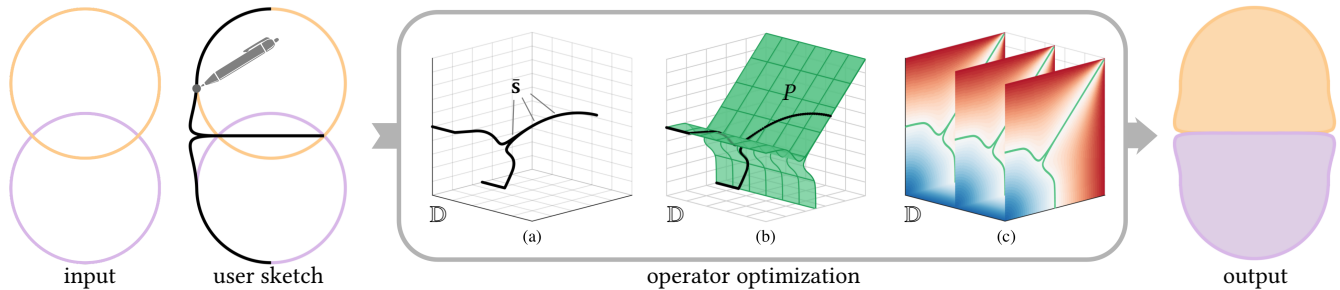 s̄
P
𝔻
𝔻
𝔻
(a)
(b)
(c)
input
user sketch
operator optimization
output